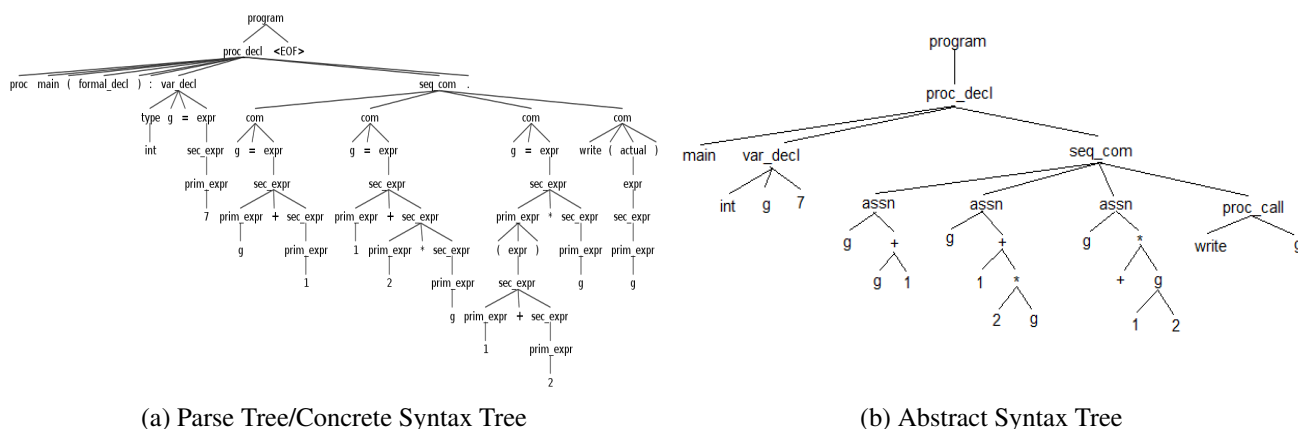 program
proc_decl <EOF>
proc main ( formal_decl ) : var_decl seq_com .
type g = expr com com com com
int sec_expr g = expr g = expr g = expr write ( actual )
prim_expr sec_expr sec_expr sec_expr expr
7 prim_expr + sec_expr prim_expr + sec_expr prim_expr * sec_expr sec_expr
g prim_expr 1 prim_expr * sec_expr ( expr ) prim_expr prim_expr
1 2 prim_expr sec_expr g g
g prim_expr + sec_expr
1 prim_expr
2
(a) Parse Tree/Concrete Syntax Tree
program
proc_decl
main var_decl seq_com
int g 7 assn assn assn proc_call
g + g + g * write g
g 1 1 * + g
2 g 1 2
(b) Abstract Syntax Tree